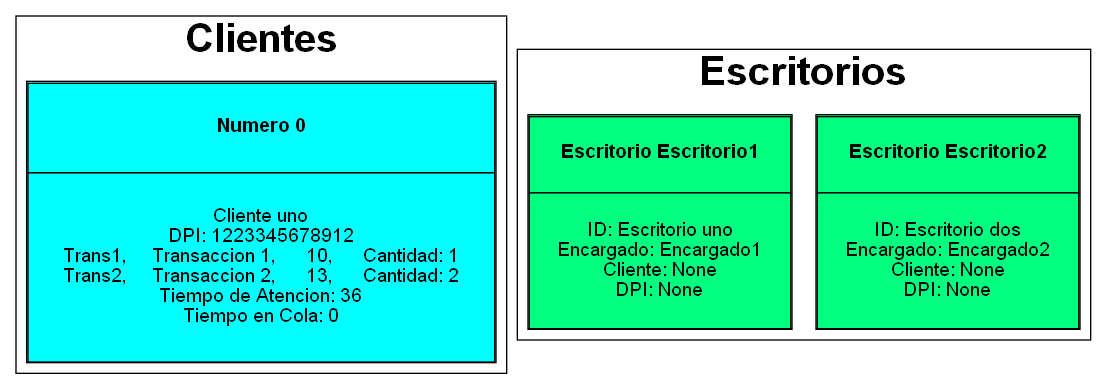 Clientes
Numero 0
Cliente uno
DPI: 1223345678912
Trans1, Transaccion 1, 10, Cantidad: 1
Trans2, Transaccion 2, 13, Cantidad: 2
Tiempo de Atencion: 36
Tiempo en Cola: 0
Escritorios
Escritorio Escritorio1
ID: Escritorio uno
Encargado: Encargado1
Cliente: None
DPI: None
Escritorio Escritorio2
ID: Escritorio dos
Encargado: Encargado2
Cliente: None
DPI: None